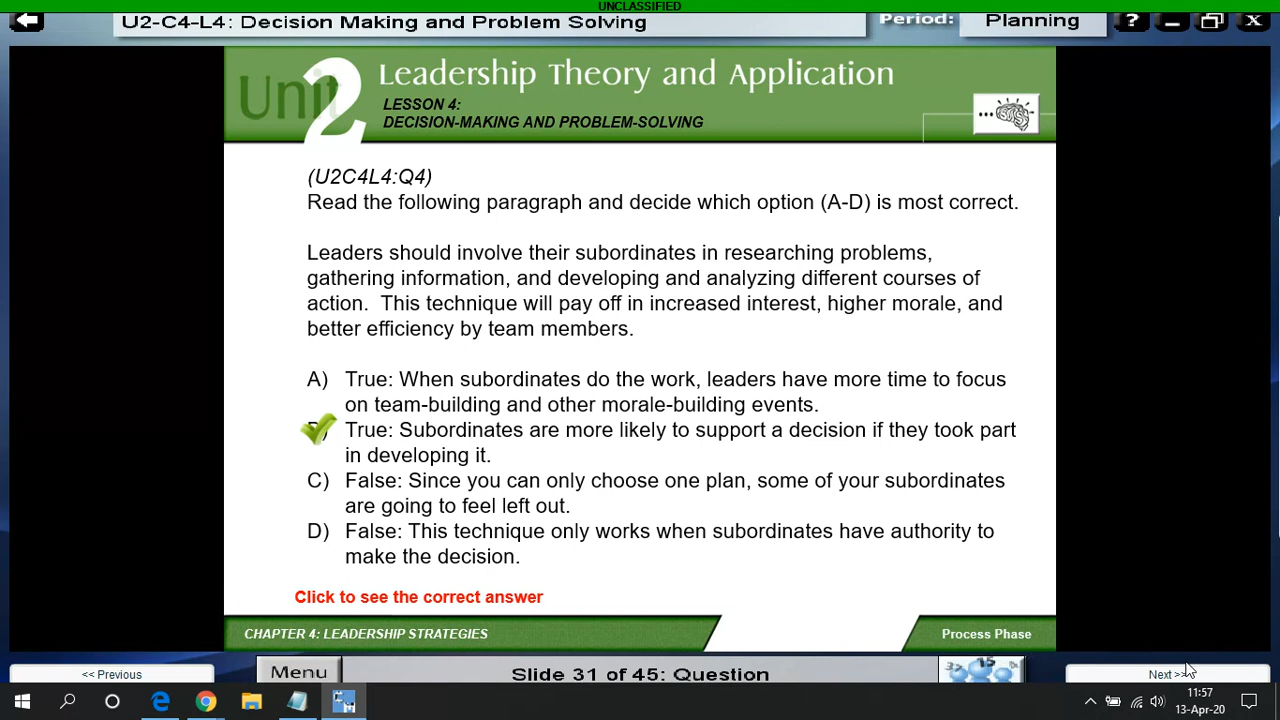 UNCLASSIFIED
U2-C4-L4: Decision Making and Problem Solving
Period:
Planning
?
X
Unit 2
Leadership Theory and Application
LESSON 4:
DECISION-MAKING AND PROBLEM-SOLVING
(U2C4L4:Q4)
Read the following paragraph and decide which option (A-D) is most correct.
Leaders should involve their subordinates in researching problems,
gathering information, and developing and analyzing different courses of
action. This technique will pay off in increased interest, higher morale, and
better efficiency by team members.
A) True: When subordinates do the work, leaders have more time to focus
on team-building and other morale-building events.
True: Subordinates are more likely to support a decision if they took part
in developing it.
C) False: Since you can only choose one plan, some of your subordinates
are going to feel left out.
D) False: This technique only works when subordinates have authority to
make the decision.
Click to see the correct answer
CHAPTER 4: LEADERSHIP STRATEGIES
Process Phase
<< Previous
Menu
Slide 31 of 45: Question
Next >>
11:57
13-Apr-20